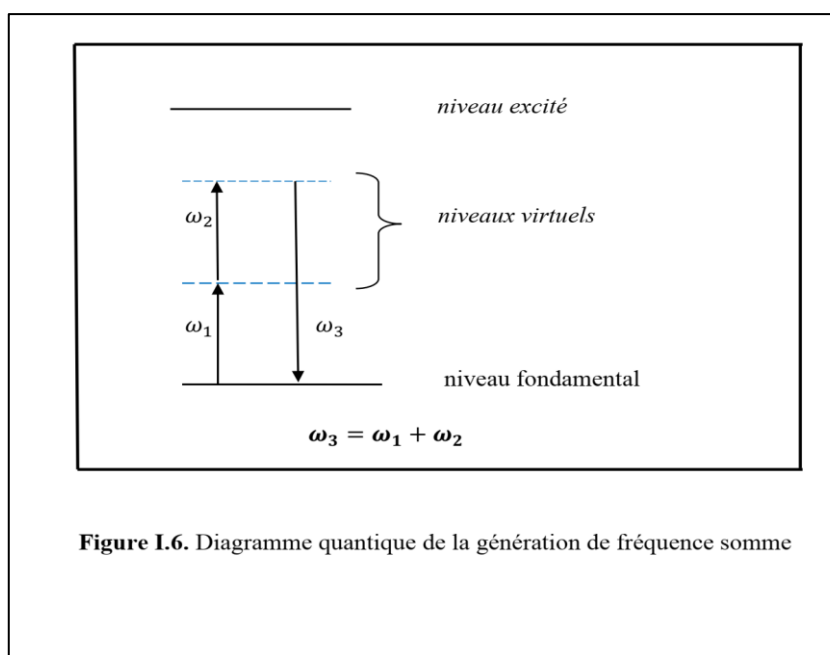 niveau excité
ω₂
niveaux virtuels
ω₁
ω₃
niveau fondamental
ω₃ = ω₁ + ω₂
Figure I.6. Diagramme quantique de la génération de fréquence somme